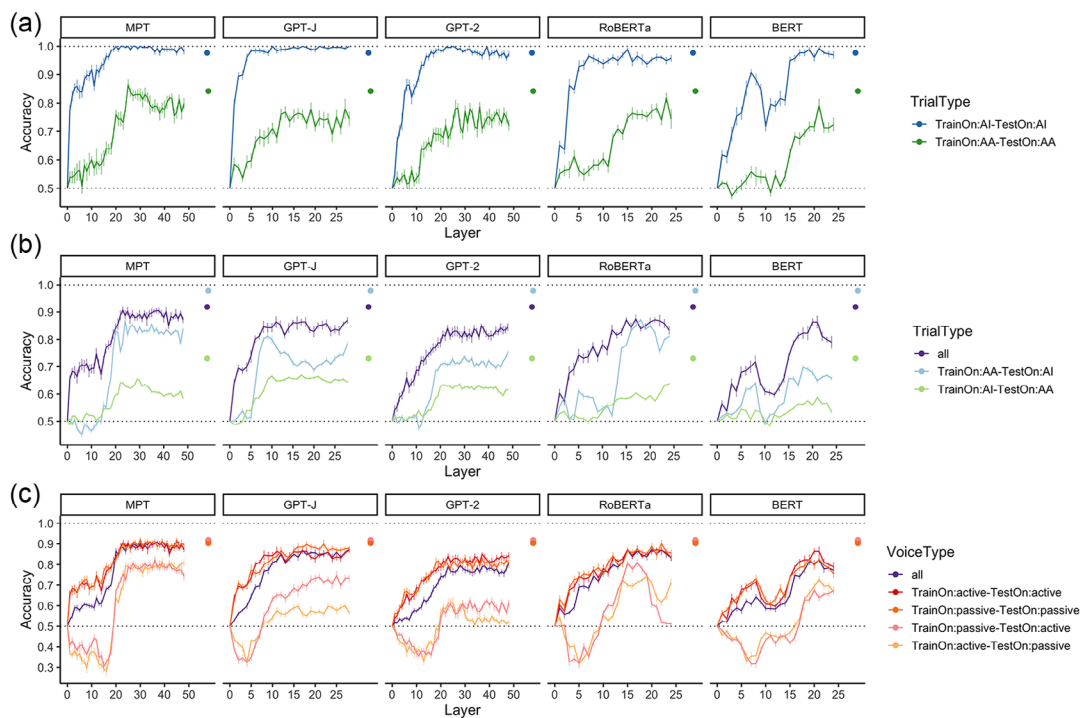 (a)
MPT GPT-J GPT-2 RoBERTa BERT
1.0
0.9
0.8
0.7
0.6
0.5
Accuracy
0 10 20 30 40 50 0 5 10 15 20 25 0 10 20 30 40 50 0 5 10 15 20 25 0 5 10 15 20 25
Layer
TrialType
TrainOn:AI-TestOn:AI
TrainOn:AA-TestOn:AA
(b)
MPT GPT-J GPT-2 RoBERTa BERT
1.0
0.9
0.8
0.7
0.6
0.5
Accuracy
0 10 20 30 40 50 0 5 10 15 20 25 0 10 20 30 40 50 0 5 10 15 20 25 0 5 10 15 20 25
Layer
TrialType
all
TrainOn:AA-TestOn:AI
TrainOn:AI-TestOn:AA
(c)
MPT GPT-J GPT-2 RoBERTa BERT
1.0
0.9
0.8
0.7
0.6
0.5
0.4
0.3
Accuracy
0 10 20 30 40 50 0 5 10 15 20 25 0 10 20 30 40 50 0 5 10 15 20 25 0 5 10 15 20 25
Layer
VoiceType
all
TrainOn:active-TestOn:active
TrainOn:passive-TestOn:passive
TrainOn:passive-TestOn:active
TrainOn:active-TestOn:passive